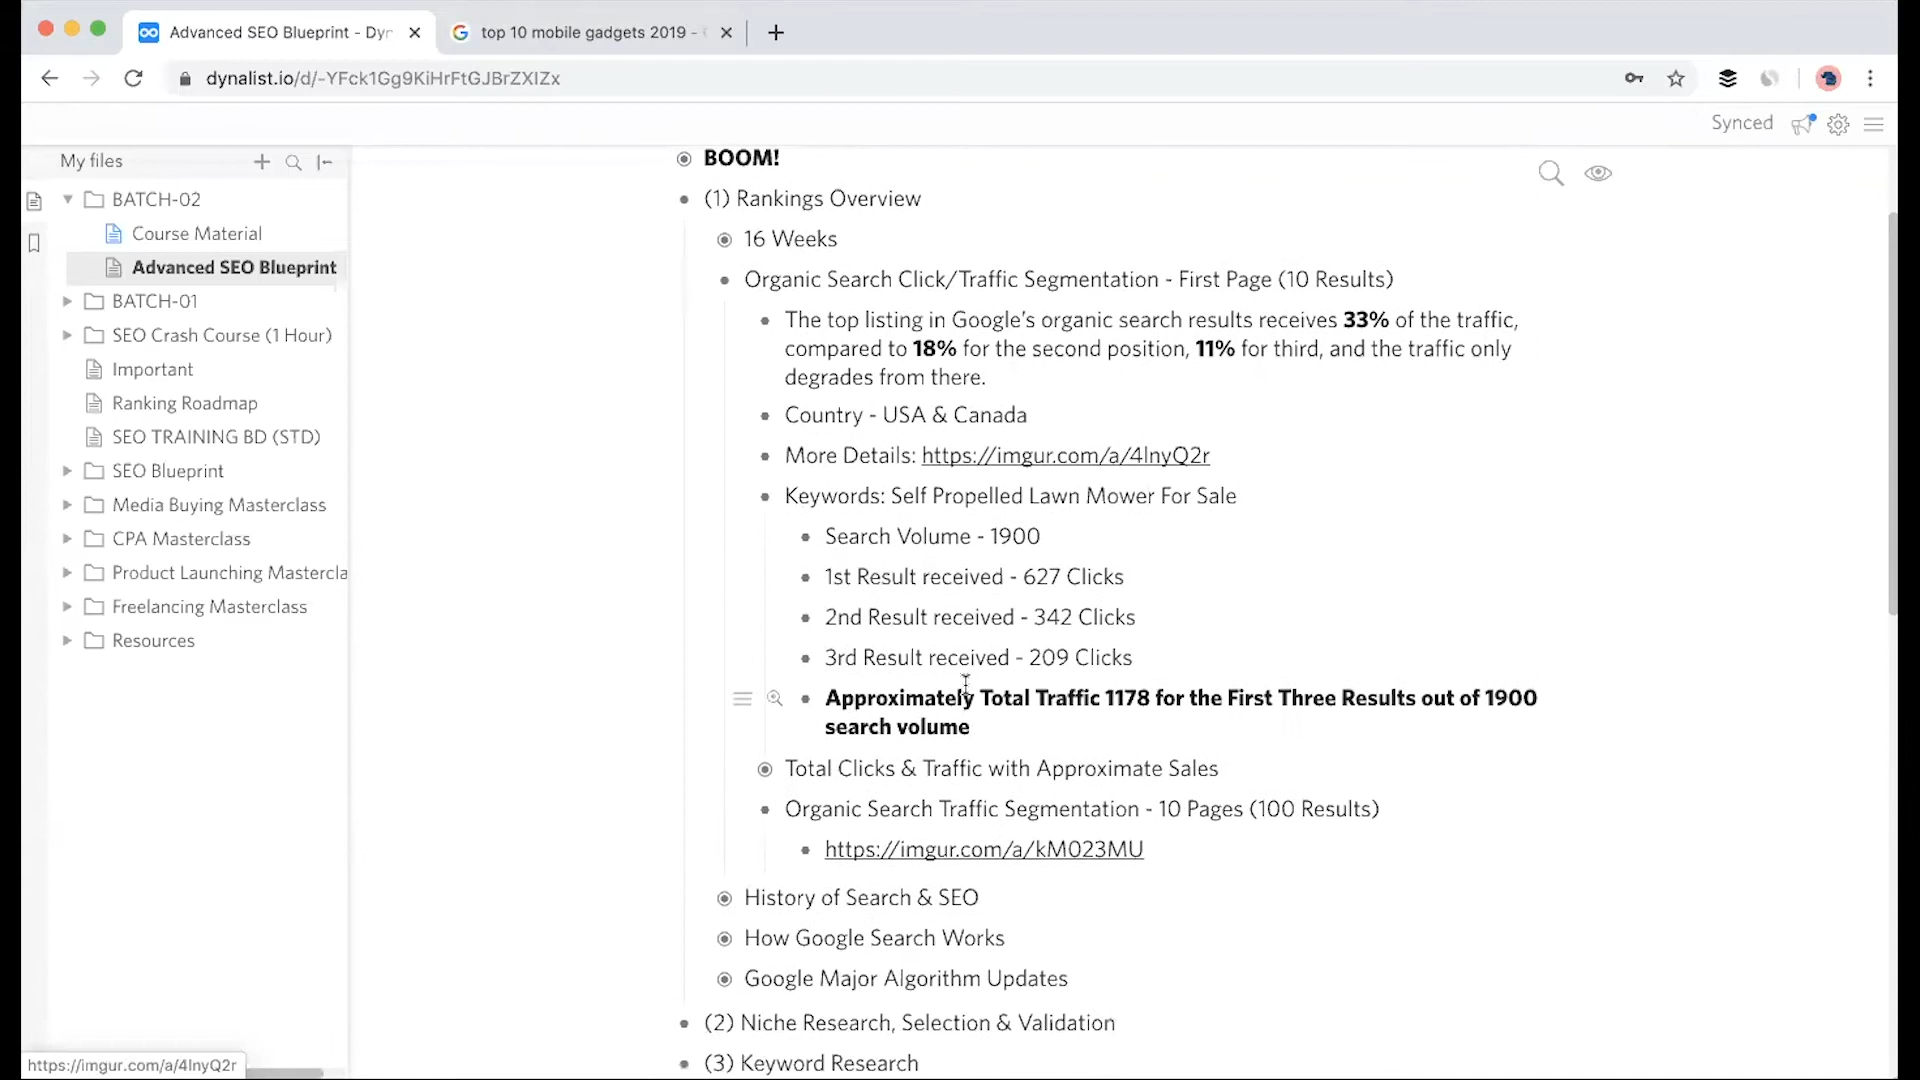 Advanced SEO Blueprint - Dyn
top 10 mobile gadgets 2019 -
dynalist.io/d/-YFck1Gg9KiHrFtGJBrZXIZx
Synced
My files
BATCH-02
Course Material
Advanced SEO Blueprint
BATCH-01
SEO Crash Course (1 Hour)
Important
Ranking Roadmap
SEO TRAINING BD (STD)
SEO Blueprint
Media Buying Masterclass
CPA Masterclass
Product Launching Mastercla
Freelancing Masterclass
Resources
BOOM!
(1) Rankings Overview
16 Weeks
Organic Search Click/Traffic Segmentation - First Page (10 Results)
The top listing in Google's organic search results receives 33% of the traffic,
compared to 18% for the second position, 11% for third, and the traffic only
degrades from there.
Country - USA & Canada
More Details: https://imgur.com/a/4lnyQ2r
Keywords: Self Propelled Lawn Mower For Sale
Search Volume - 1900
1st Result received - 627 Clicks
2nd Result received - 342 Clicks
3rd Result received - 209 Clicks
Approximately Total Traffic 1178 for the First Three Results out of 1900
search volume
Total Clicks & Traffic with Approximate Sales
Organic Search Traffic Segmentation - 10 Pages (100 Results)
https://imgur.com/a/kM023MU
History of Search & SEO
How Google Search Works
Google Major Algorithm Updates
(2) Niche Research, Selection & Validation
(3) Keyword Research
https://imgur.com/a/4lnyQ2r